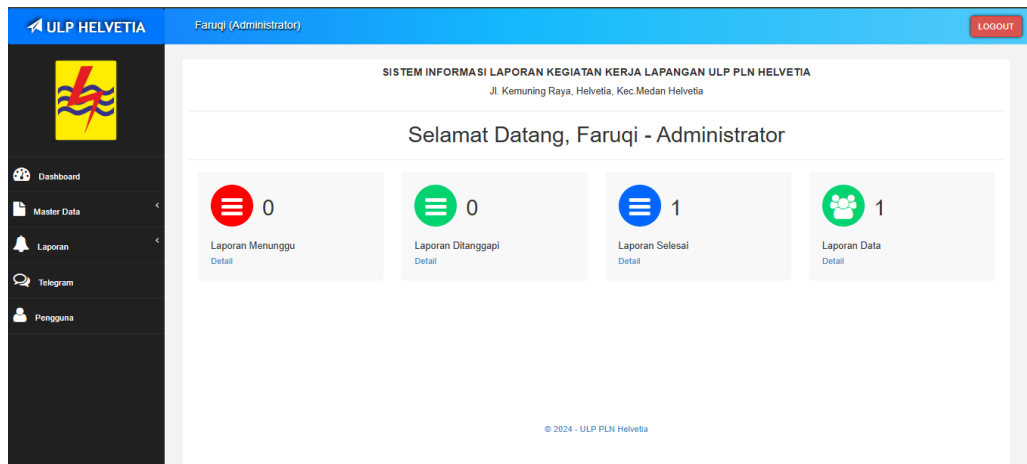 ULP HELVETIA
Faruqi (Administrator)
LOGOUT
SISTEM INFORMASI LAPORAN KEGIATAN KERJA LAPANGAN ULP PLN HELVETIA
Jl. Kemuning Raya, Helvetia, Kec.Medan Helvetia
Selamat Datang, Faruqi - Administrator
Dashboard
Master Data
Laporan
Telegram
Pengguna
0
Laporan Menunggu
Detail
0
Laporan Ditanggapi
Detail
1
Laporan Selesai
Detail
1
Laporan Data
Detail
© 2024 - ULP PLN Helvetia